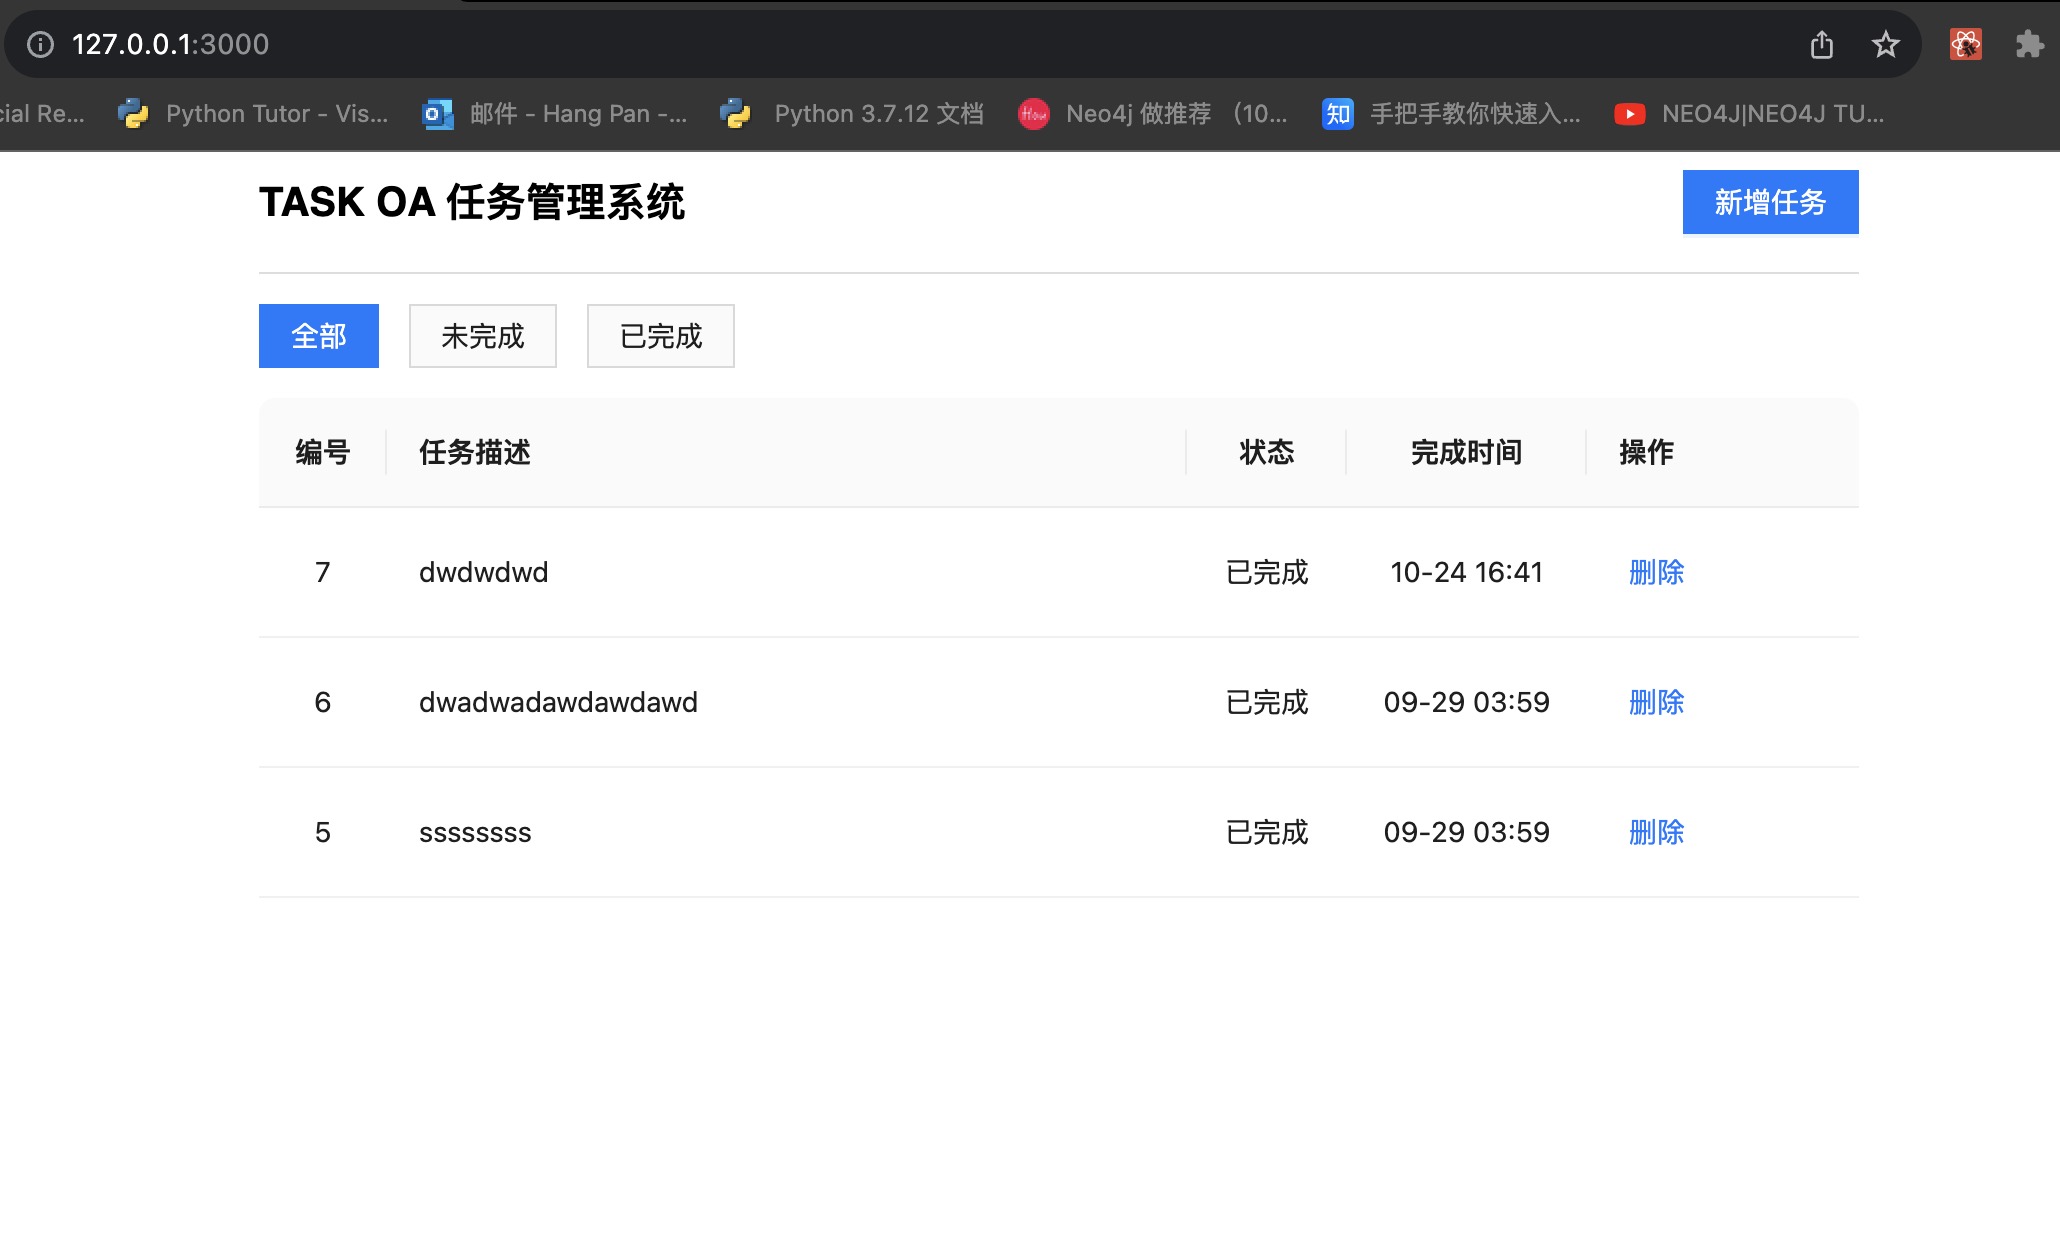 127.0.0.1:3000
cial Re... Python Tutor - Vis... 邮件 - Hang Pan -... Python 3.7.12 文档 Neo4j 做推荐 （10... 知 手把手教你快速入... NEO4J|NEO4J TU...
TASK OA 任务管理系统 新增任务
全部 未完成 已完成
编号 任务描述 状态 完成时间 操作
7 dwdwdwd 已完成 10-24 16:41 删除
6 dwadwadawdawdawd 已完成 09-29 03:59 删除
5 ssssssss 已完成 09-29 03:59 删除